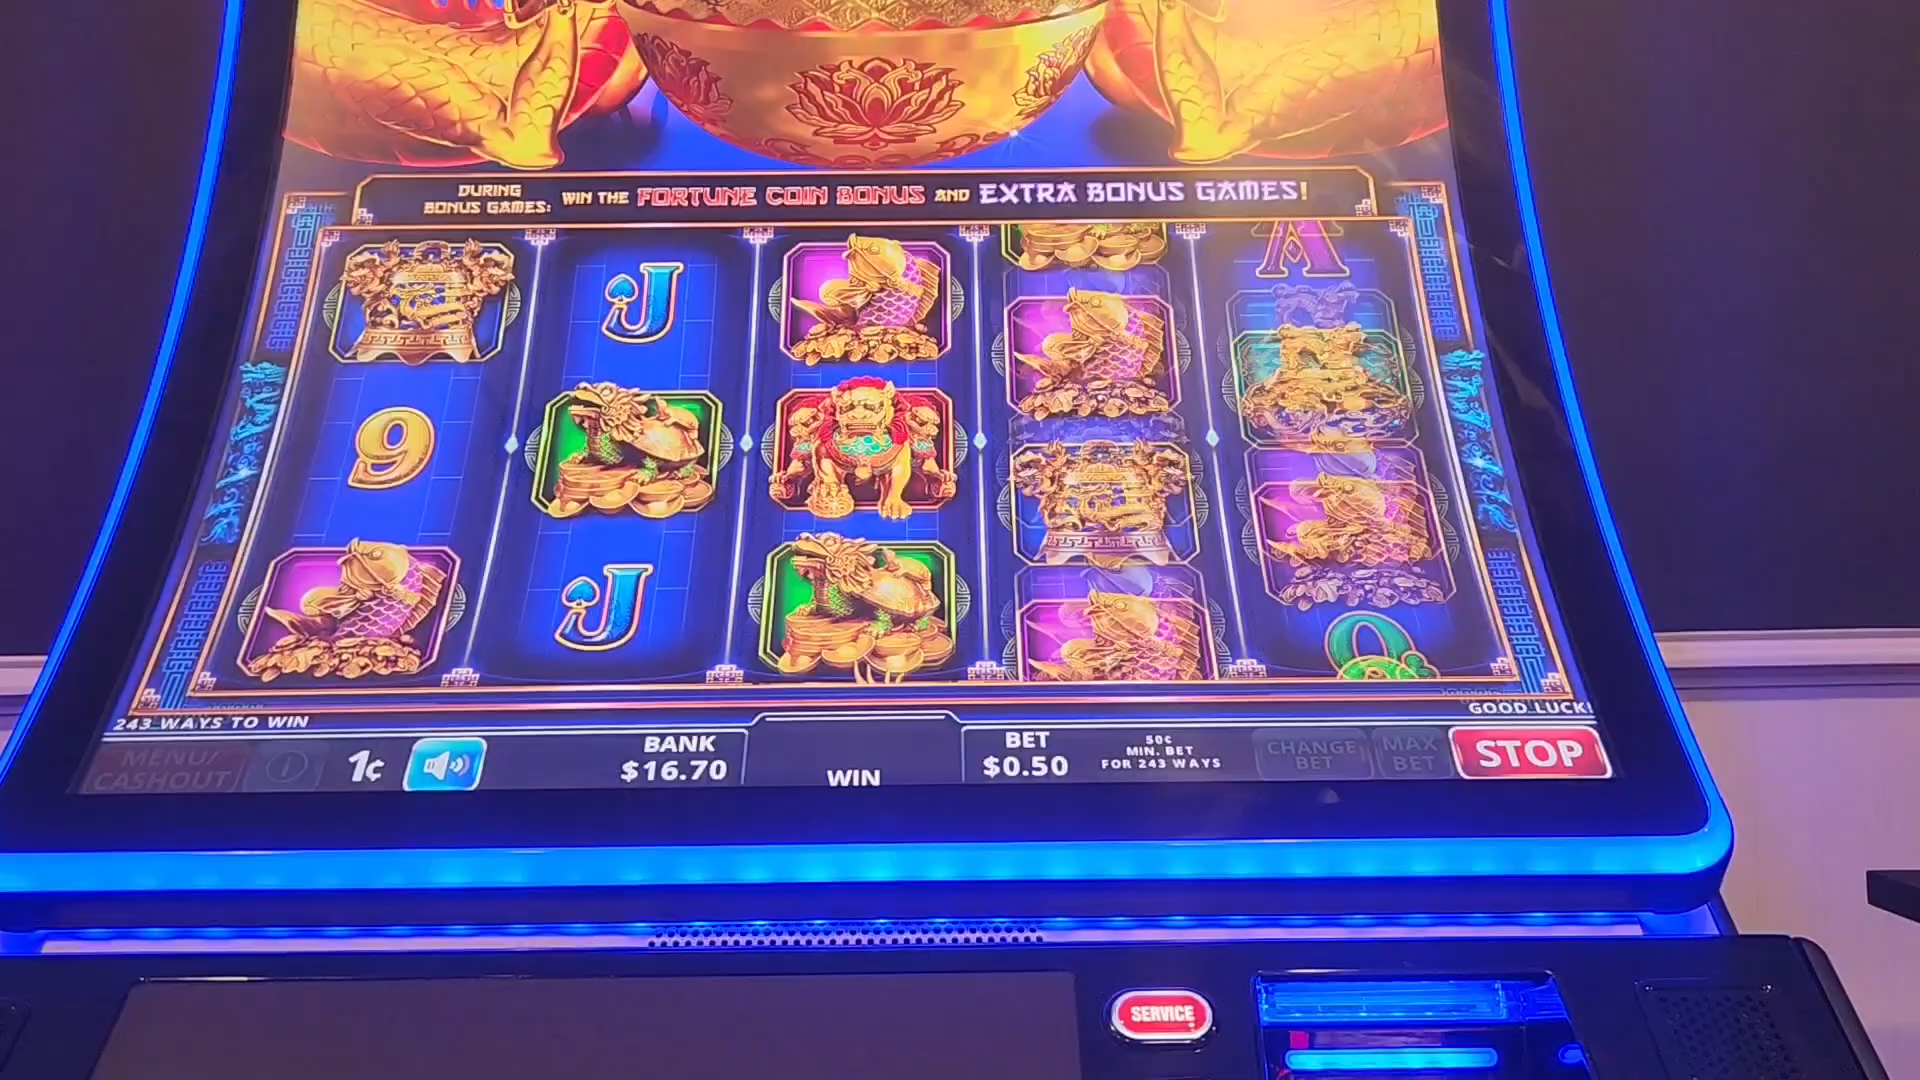 DURING
BONUS GAMES: WIN THE FORTUNE COIN BONUS AND EXTRA BONUS GAMES!
A
J
9
J
Q
243 WAYS TO WIN
GOOD LUCK!
MENU/
CASHOUT
1¢
BANK
$16.70
WIN
BET
$0.50
50¢
MIN. BET
FOR 243 WAYS
CHANGE
BET
MAX
BET
STOP
SERVICE